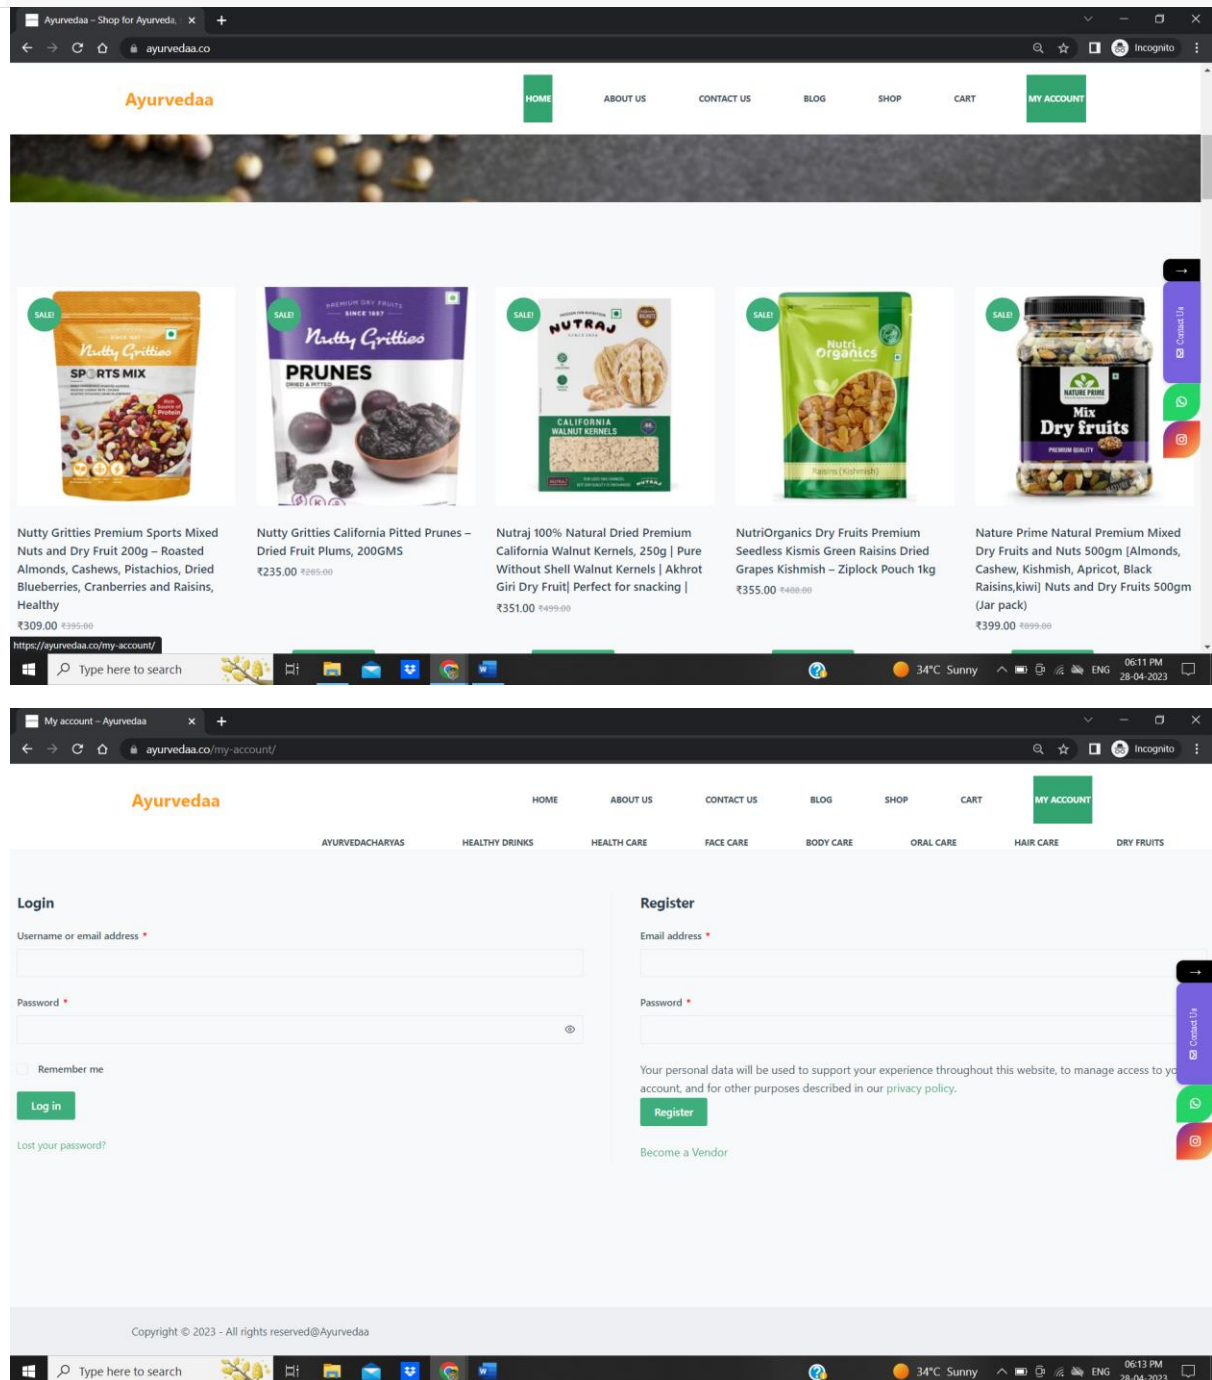 Ayurvedaa – Shop for Ayurveda,
ayurvedaa.co
Incognito
Ayurvedaa
HOME
ABOUT US
CONTACT US
BLOG
SHOP
CART
MY ACCOUNT
Contact Us
SALE!
SINCE 1887
Nutty Gritties
SPORTS MIX
Rich Source of Protein
SALE!
PREMIUM DRY FRUITS
SINCE 1887
Nutty Gritties
PRUNES
DRIED & PITTED
SALE!
NUTRAJ
CALIFORNIA
WALNUT KERNELS
SALE!
Nutri
Organics
Raisins (Kishmish)
SALE!
NATURE PRIME
Mix
Dry fruits
PREMIUM QUALITY
Nutty Gritties Premium Sports Mixed
Nuts and Dry Fruit 200g – Roasted
Almonds, Cashews, Pistachios, Dried
Blueberries, Cranberries and Raisins,
Healthy
₹309.00 ₹395.00
Nutty Gritties California Pitted Prunes –
Dried Fruit Plums, 200GMS
₹235.00 ₹285.00
Nutraj 100% Natural Dried Premium
California Walnut Kernels, 250g | Pure
Without Shell Walnut Kernels | Akhrot
Giri Dry Fruit| Perfect for snacking |
₹351.00 ₹499.00
NutriOrganics Dry Fruits Premium
Seedless Kismis Green Raisins Dried
Grapes Kishmish – Ziplock Pouch 1kg
₹355.00 ₹488.00
Nature Prime Natural Premium Mixed
Dry Fruits and Nuts 500gm [Almonds,
Cashew, Kishmish, Apricot, Black
Raisins,kiwi] Nuts and Dry Fruits 500gm
(Jar pack)
₹399.00 ₹899.00
https://ayurvedaa.co/my-account/
Type here to search
34°C Sunny
ENG
06:11 PM
28-04-2023
My account – Ayurvedaa
ayurvedaa.co/my-account/
Incognito
Ayurvedaa
HOME
ABOUT US
CONTACT US
BLOG
SHOP
CART
MY ACCOUNT
AYURVEDACHARYAS
HEALTHY DRINKS
HEALTH CARE
FACE CARE
BODY CARE
ORAL CARE
HAIR CARE
DRY FRUITS
Login
Username or email address *
Password *
Remember me
Log in
Lost your password?
Register
Email address *
Password *
Your personal data will be used to support your experience throughout this website, to manage access to yo
account, and for other purposes described in our privacy policy.
Register
Become a Vendor
Contact Us
Copyright © 2023 - All rights reserved@Ayurvedaa
Type here to search
34°C Sunny
ENG
06:13 PM
28-04-2023